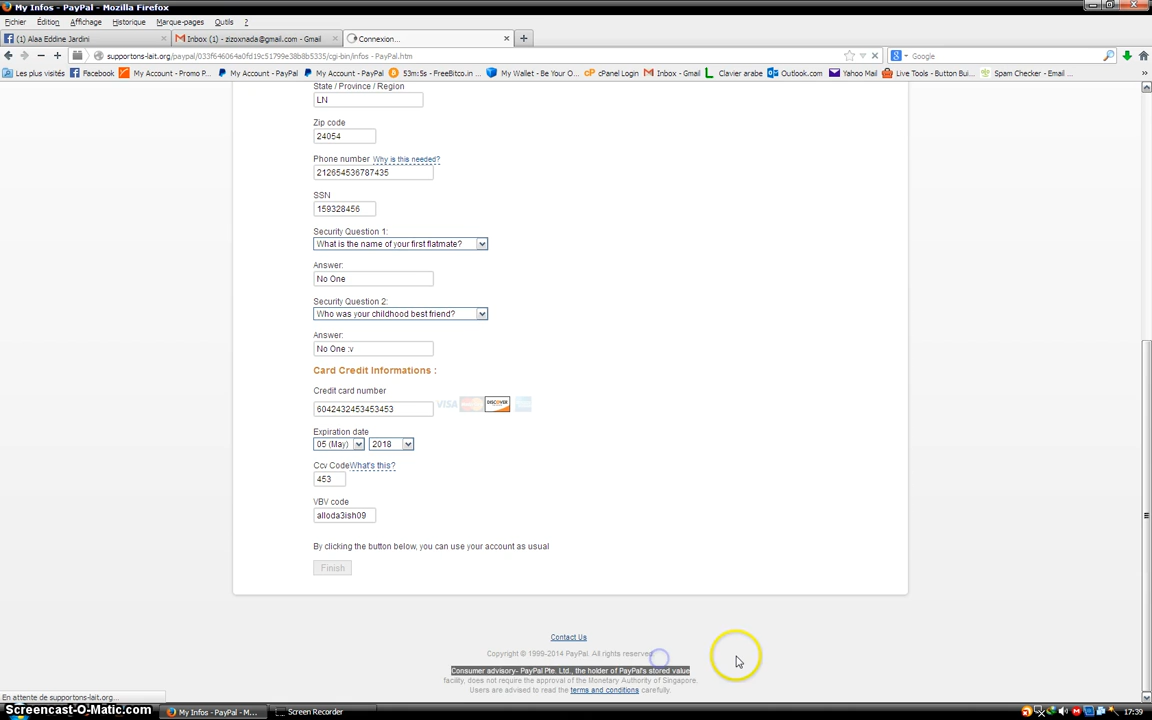 My Infos - PayPal - Mozilla Firefox
Fichier Édition Affichage Historique Marque-pages Outils ?
(1) Alaa Eddine Jardini × Inbox (1) - zizoxnada@gmail.com - Gmail × Connexion... × +
supportons-lait.org/paypal/033f646064a0fd19c51799e38b8b5335/cgi-bin/infos - PayPal.htm Google
Les plus visités Facebook My Account - Promo P... My Account - PayPal My Account - PayPal 53m:5s - FreeBitco.in ... My Wallet - Be Your O... cPanel Login Inbox - Gmail Clavier arabe Outlook.com Yahoo Mail Live Tools - Button Bui... Spam Checker - Email ... »
State / Province / Region
LN
Zip code
24054
Phone number Why is this needed?
212654536787435
SSN
159328456
Security Question 1:
What is the name of your first flatmate?
Answer:
No One
Security Question 2:
Who was your childhood best friend?
Answer:
No One :v
Card Credit Informations :
Credit card number
6042432453453453 VISA DISCOVER
Expiration date
05 (May) 2018
Ccv CodeWhat's this?
453
VBV code
alloda3ish09
By clicking the button below, you can use your account as usual
Finish
Contact Us
Copyright © 1999-2014 PayPal. All rights reserved.
Consumer advisory- PayPal Pte. Ltd., the holder of PayPal's stored value
facility, does not require the approval of the Monetary Authority of Singapore.
Users are advised to read the terms and conditions carefully.
En attente de supportons-lait.org...
Screencast-O-Matic.com My Infos - PayPal - M... Screen Recorder 17:39